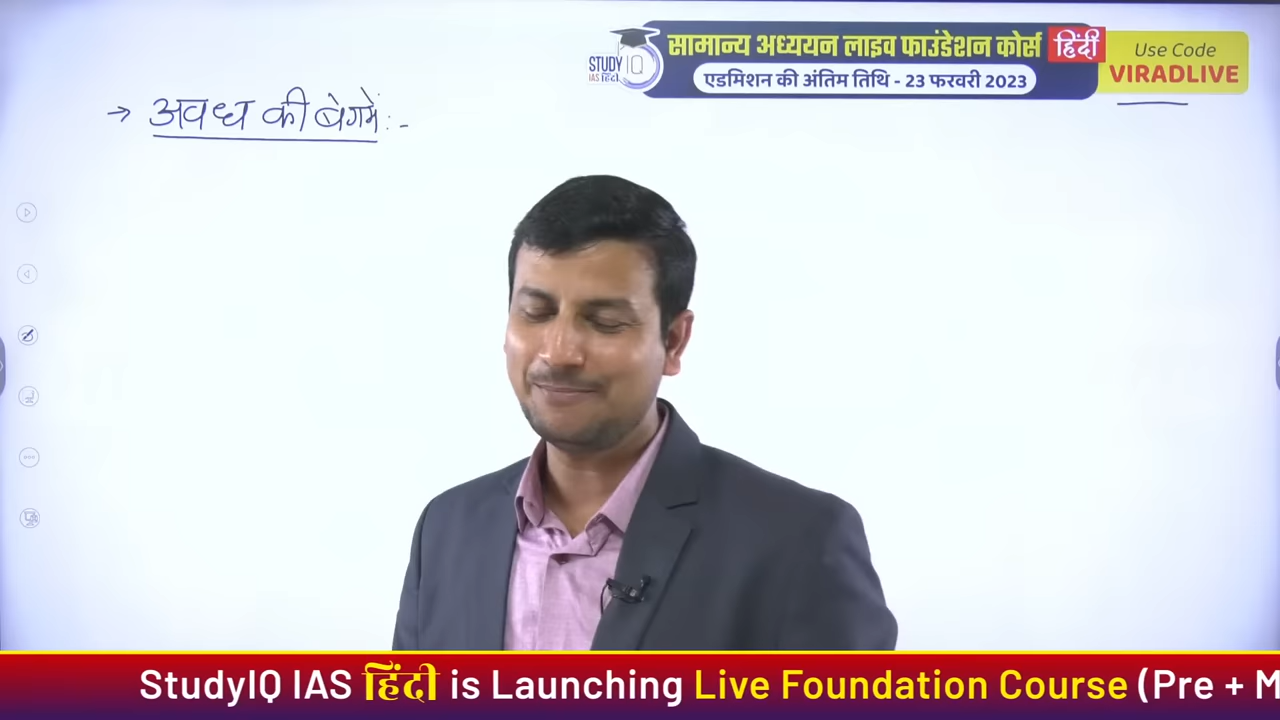 सामान्य अध्ययन लाइव फाउंडेशन कोर्स हिंदी
एडमिशन की अंतिम तिथि - 23 फरवरी 2023
STUDY IQ
IAS हिंदी
Use Code
VIRADLIVE
→ अवध की बेगमें :-
StudyIQ IAS हिंदी is Launching Live Foundation Course (Pre + M